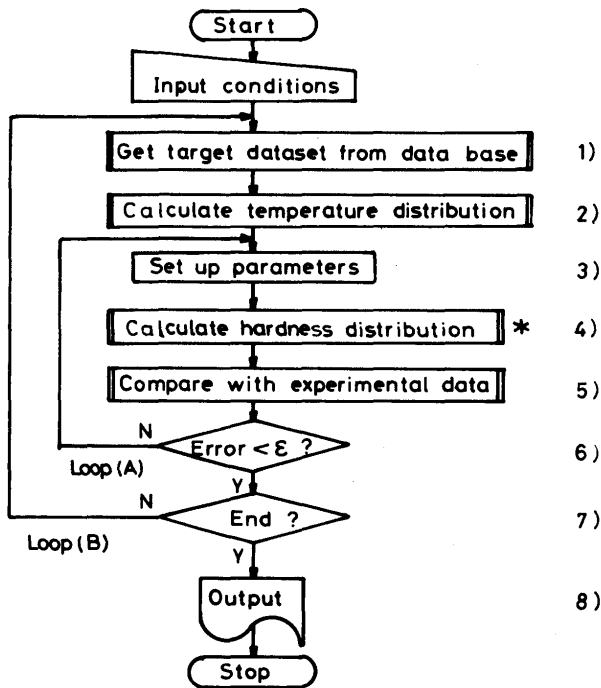 Start
Input conditions
Get target dataset from data base 1)
Calculate temperature distribution 2)
Set up parameters 3)
Calculate hardness distribution * 4)
Compare with experimental data 5)
N
Error < ε ? 6)
Loop(A)
Y
N
End ? 7)
Loop(B)
Y
Output 8)
Stop